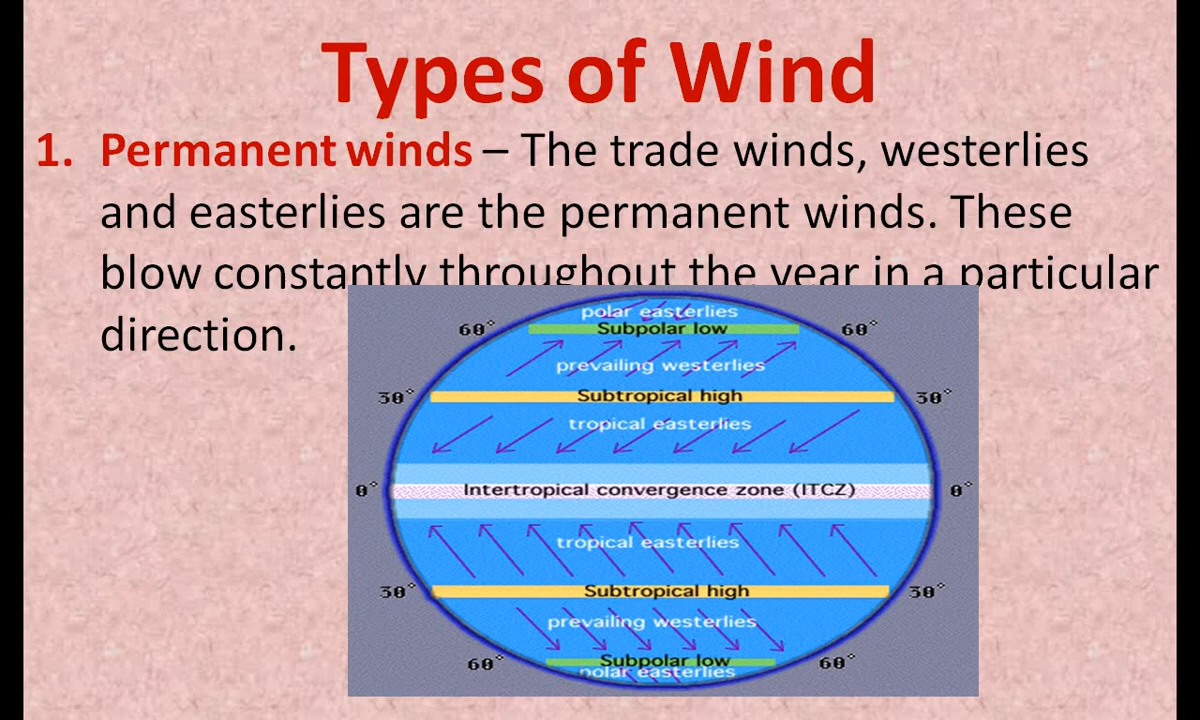 Types of Wind
1. Permanent winds – The trade winds, westerlies
and easterlies are the permanent winds. These
blow constantly throughout the year in a particular
direction.
polar easterlies
60° Subpolar low 60°
prevailing westerlies
30° Subtropical high 30°
tropical easterlies
0° Intertropical convergence zone (ITCZ) 0°
tropical easterlies
30° Subtropical high 30°
prevailing westerlies
60° Subpolar low 60°
polar easterlies